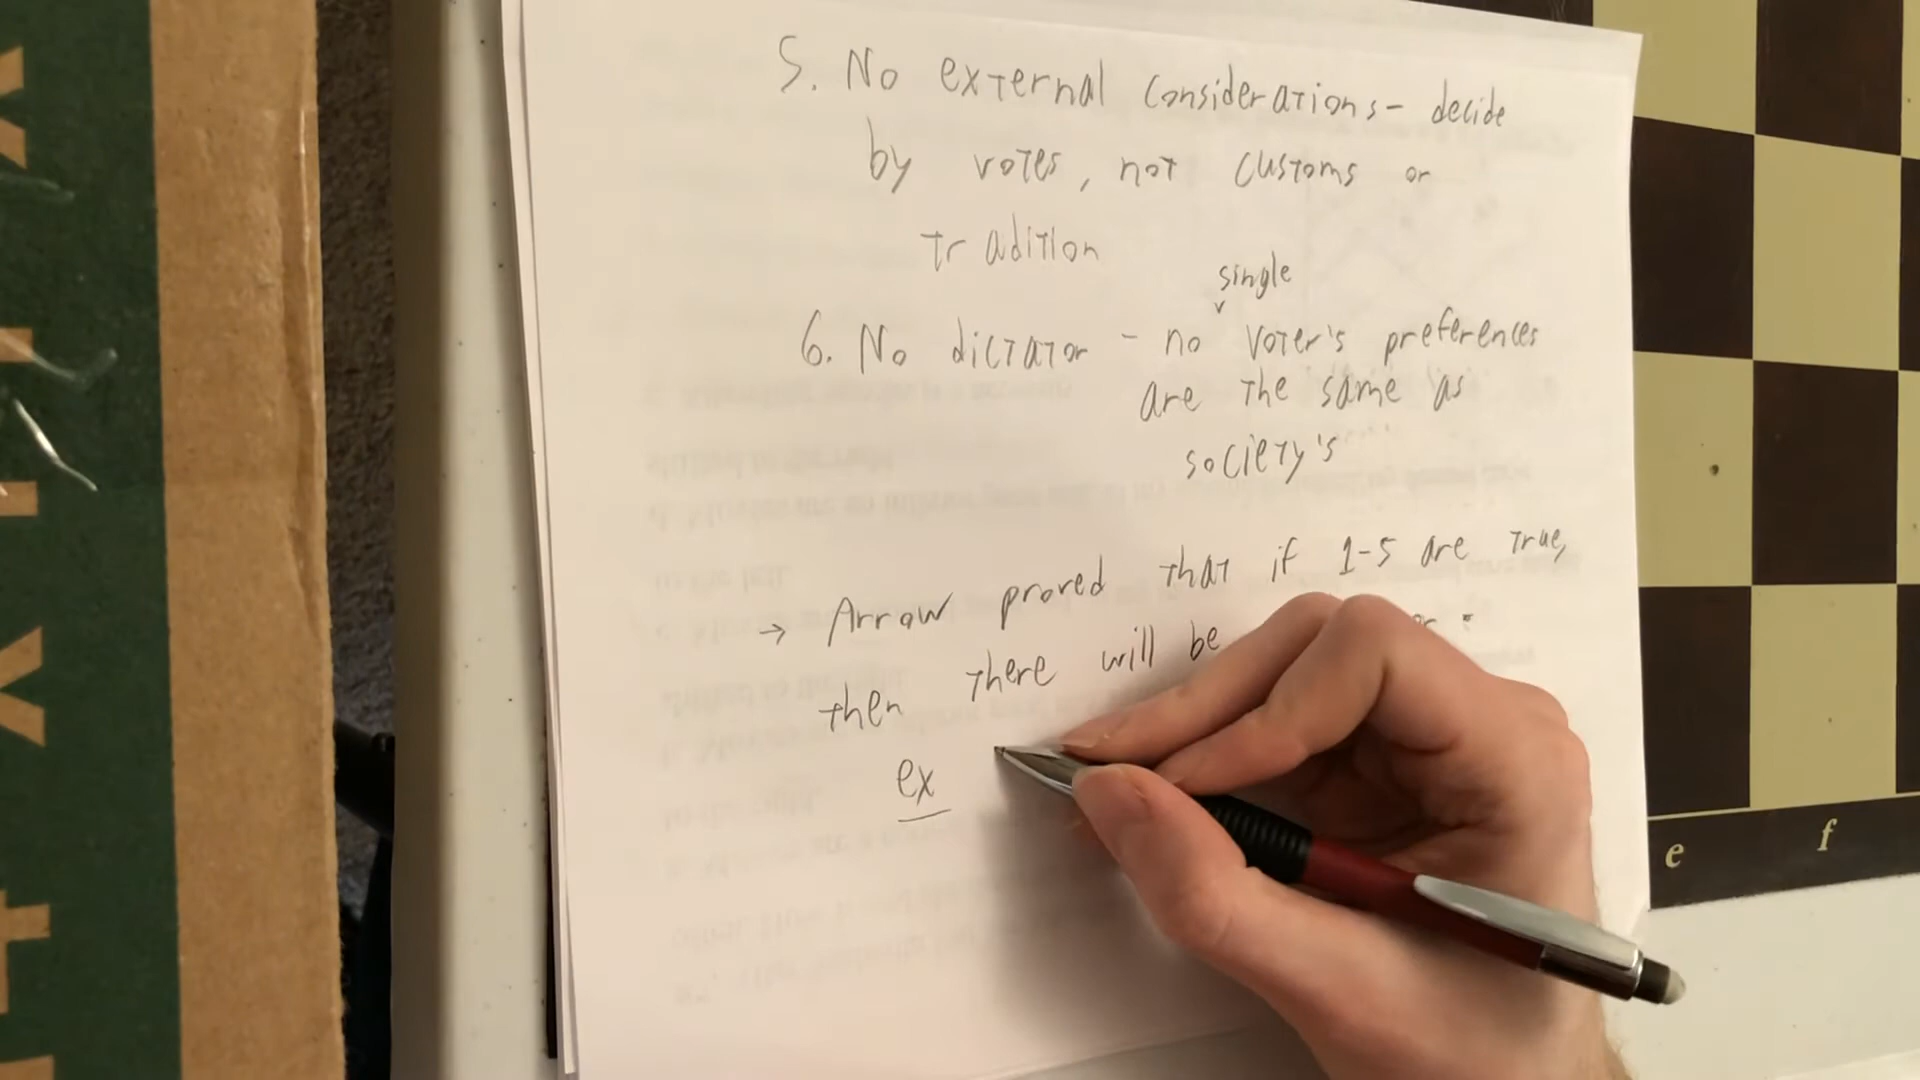 5. No external considerations- decide
by votes, not customs or
tradition
single
6. No dictator - no voter's preferences
are the same as
society's
→ Arrow proved that if 1-5 are true,
then there will be
ex
e f